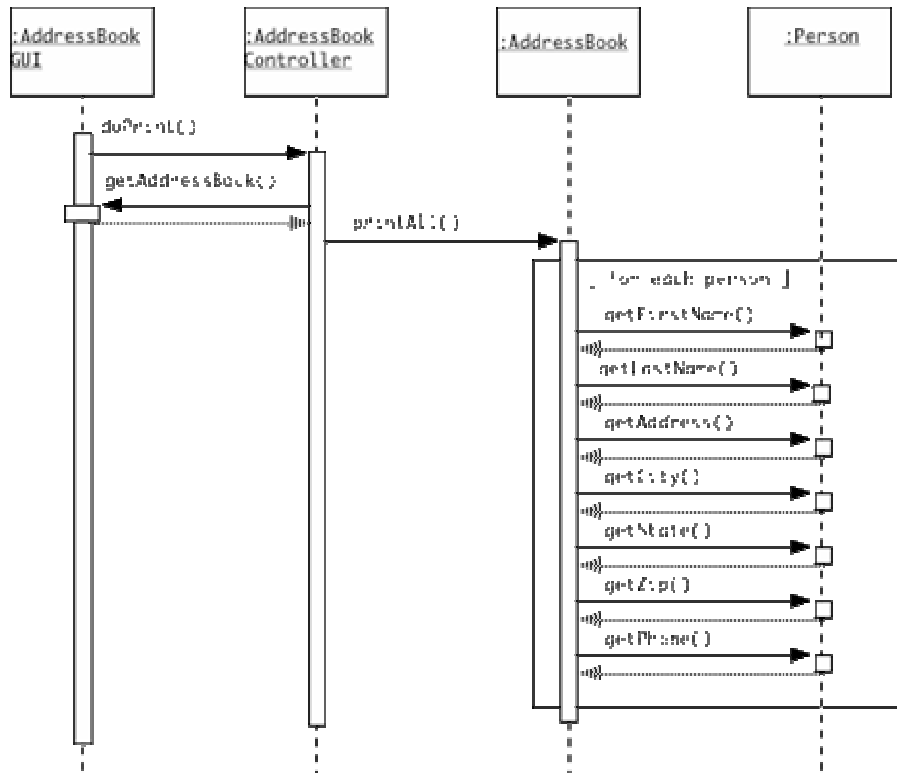 :AddressBook
GUI
:AddressBook
Controller
:AddressBook
:Person
doPrint()
getAddressBook()
printAll()
[ for each person ]
getFirstName()
getLastName()
getAddress()
getCity()
getState()
getZip()
getPhone()